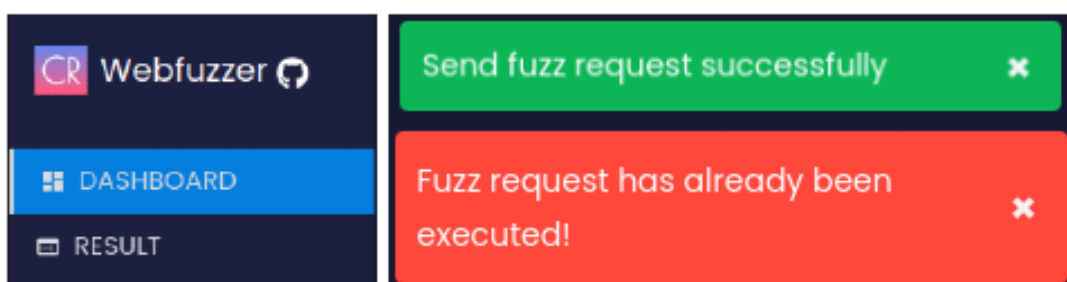 CR Webfuzzer
DASHBOARD
RESULT
Send fuzz request successfully
Fuzz request has already been
executed!